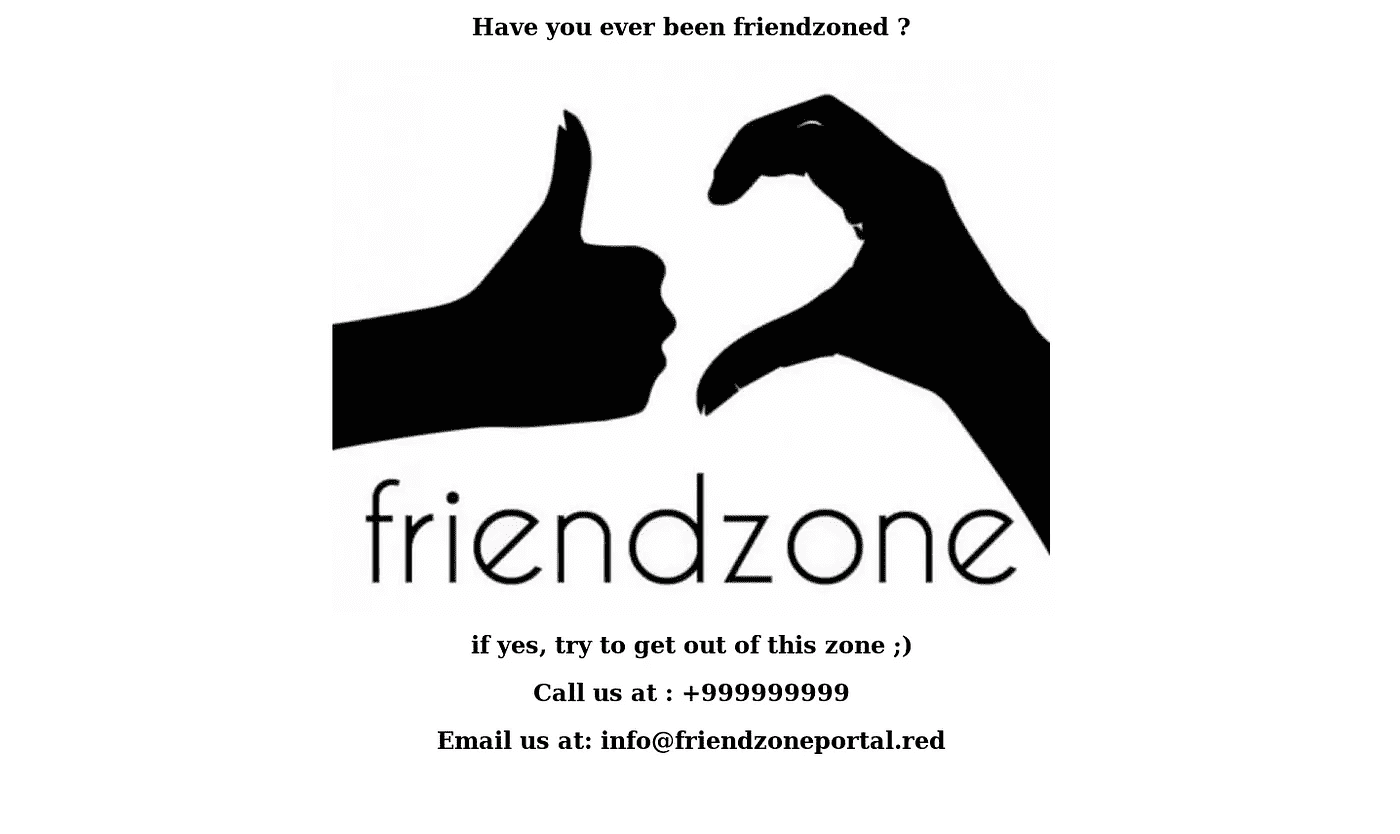 Have you ever been friendzoned ?
friendzone
if yes, try to get out of this zone ;)
Call us at : +999999999
Email us at: info@friendzoneportal.red